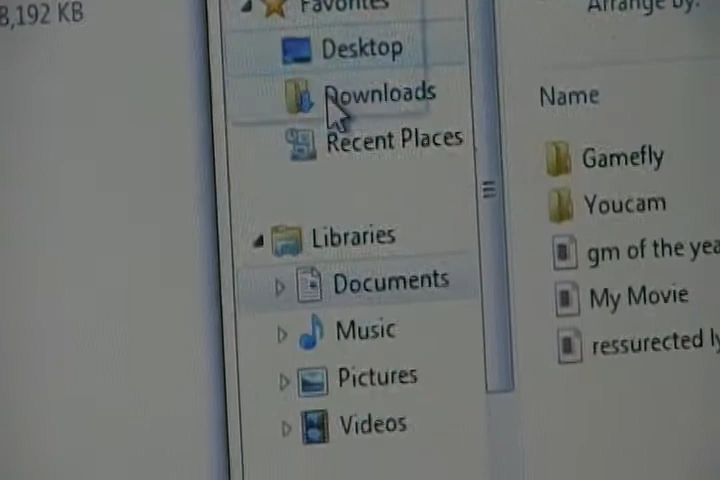 8,192 KB
Favorites
Desktop
Downloads
Recent Places
Libraries
Documents
Music
Pictures
Videos
Arrange by:
Name
Gamefly
Youcam
gm of the yea
My Movie
ressurected ly